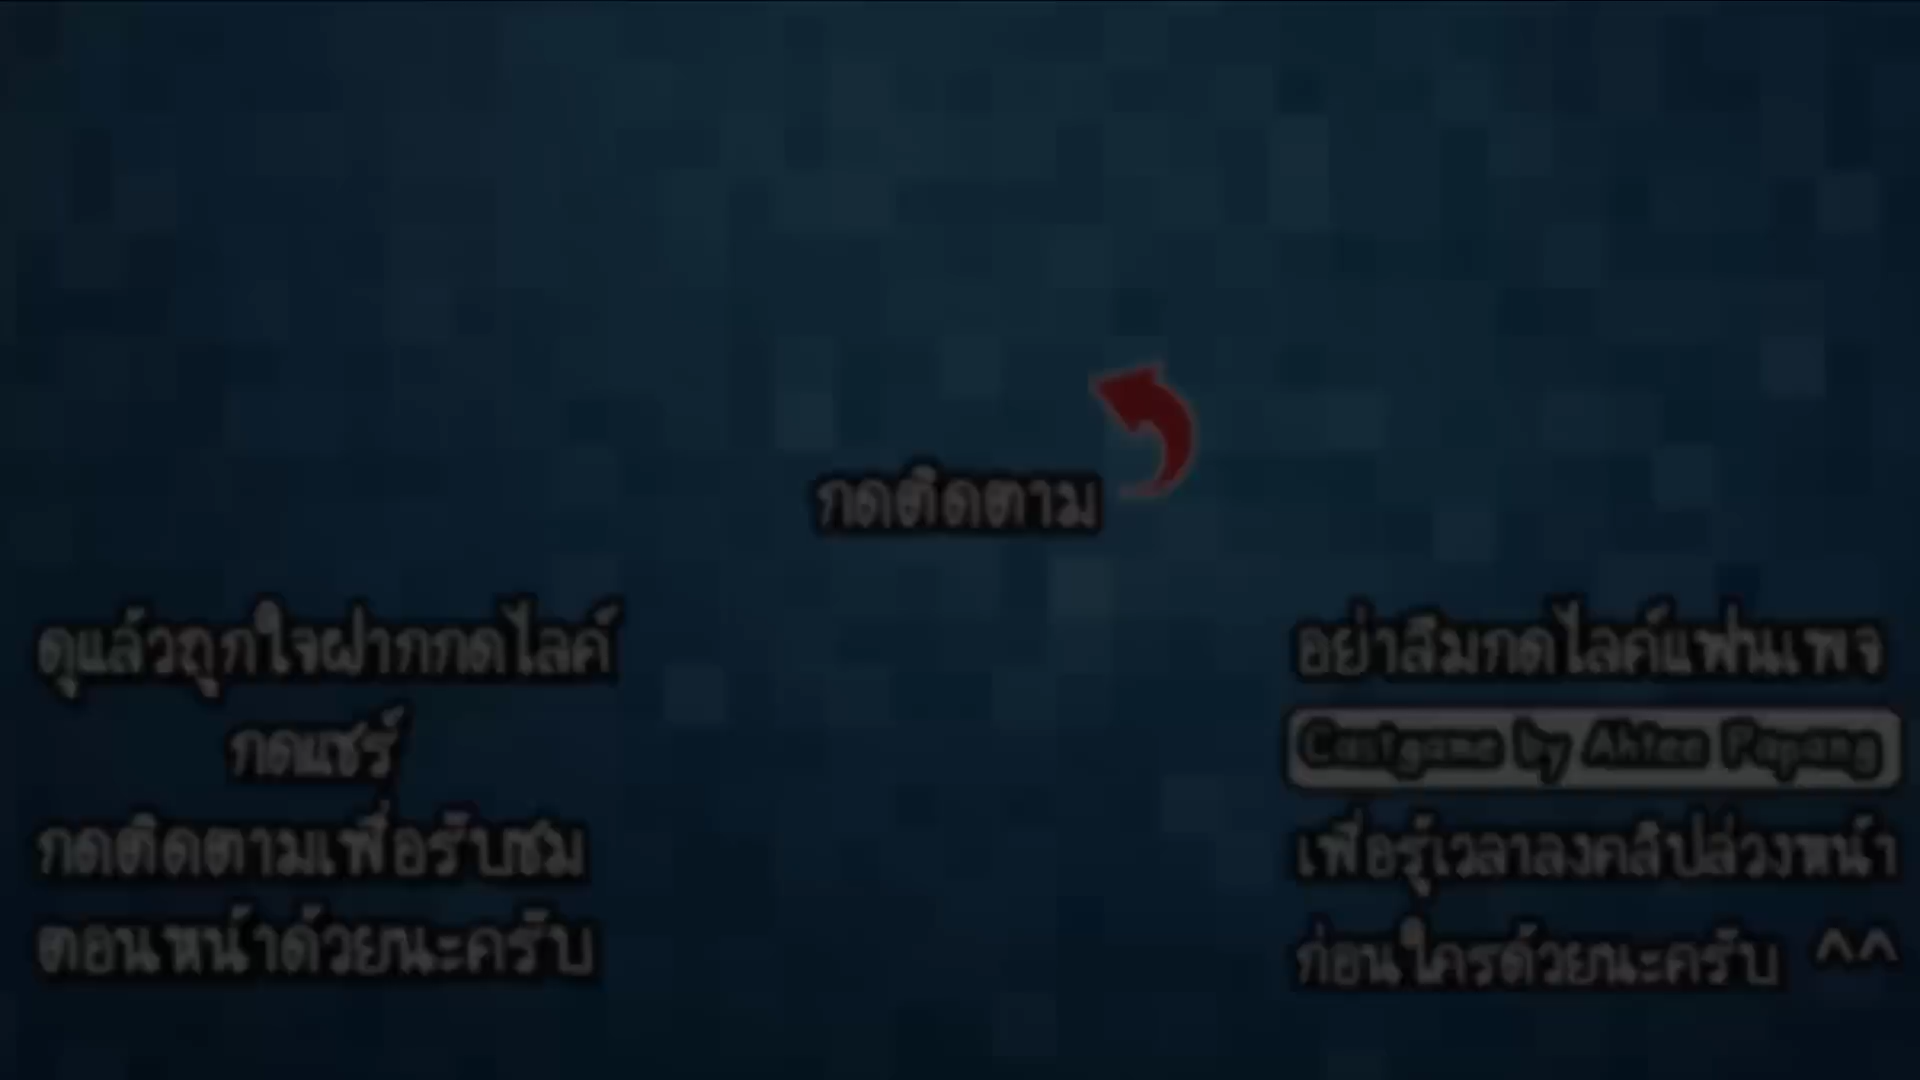 กดติดตาม
ดูแล้วถูกใจฝากกดไลค์
กดแชร์
กดติดตามเพื่อรับชม
ตอนหน้าด้วยนะครับ
อย่าลืมกดไลค์แฟนเพจ
Castgame by Ahtee Papang
เพื่อรู้เวลาลงคลิปล่วงหน้า
ก่อนใครด้วยนะครับ ^^